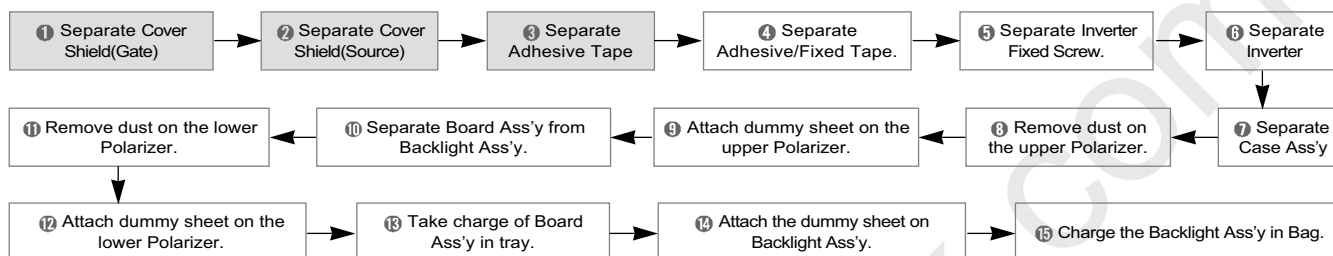 ❶ Separate Cover
Shield(Gate)
❷ Separate Cover
Shield(Source)
❸ Separate
Adhesive Tape
❹ Separate
Adhesive/Fixed Tape.
❺ Separate Inverter
Fixed Screw.
❻ Separate
Inverter
❼ Separate
Case Ass'y
❽ Remove dust on
the upper Polarizer.
❾ Attach dummy sheet on the
upper Polarizer.
❿ Separate Board Ass'y from
Backlight Ass'y.
⓫ Remove dust on the lower
Polarizer.
⓬ Attach dummy sheet on the
lower Polarizer.
⓭ Take charge of Board
Ass'y in tray.
⓮ Attach the dummy sheet on
Backlight Ass'y.
⓯ Charge the Backlight Ass'y in Bag.
com